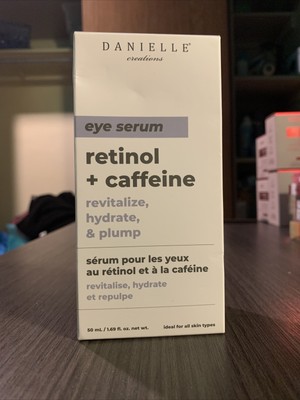 DANIELLE®
creations
eye serum
retinol
+ caffeine
revitalize,
hydrate,
& plump
sérum pour les yeux
au rétinol et à la caféine
revitalise, hydrate
et repulpe
50 mL / 1.69 fl. oz. net wt.
ideal for all skin types